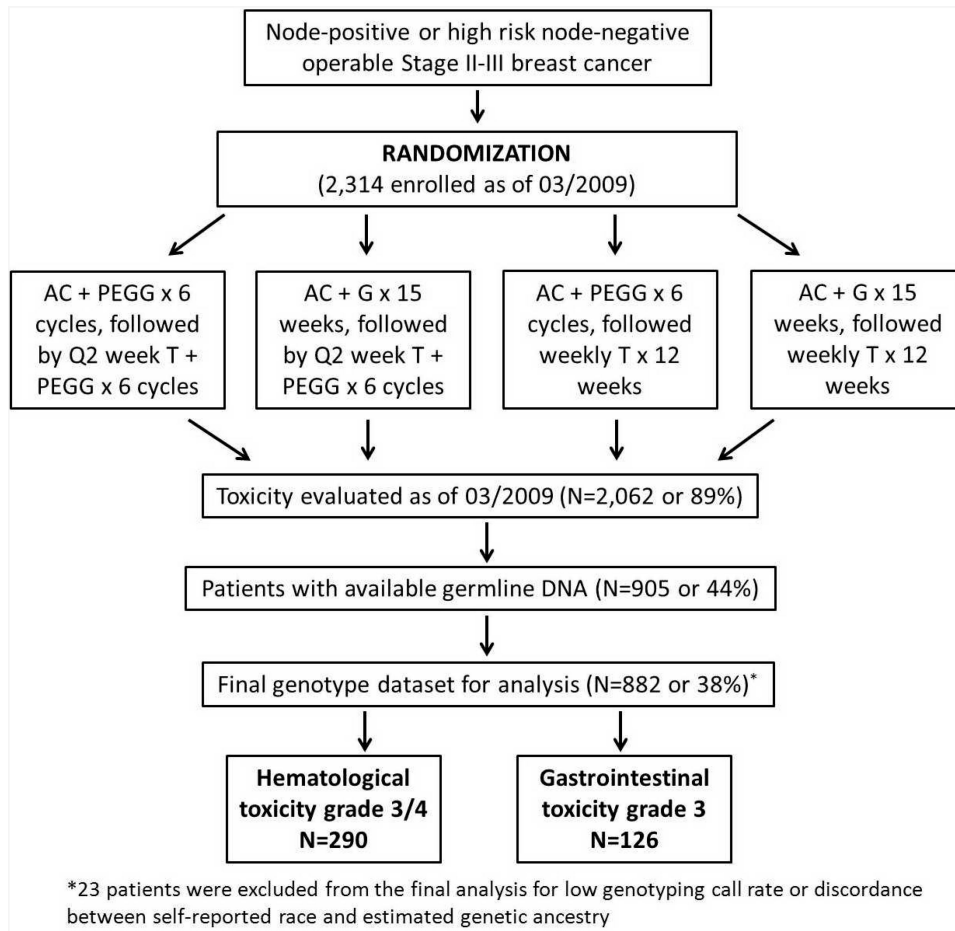 Node-positive or high risk node-negative
operable Stage II-III breast cancer
RANDOMIZATION
(2,314 enrolled as of 03/2009)
AC + PEGG x 6
cycles, followed
by Q2 week T +
PEGG x 6 cycles
AC + G x 15
weeks, followed
by Q2 week T +
PEGG x 6 cycles
AC + PEGG x 6
cycles, followed
weekly T x 12
weeks
AC + G x 15
weeks, followed
weekly T x 12
weeks
Toxicity evaluated as of 03/2009 (N=2,062 or 89%)
Patients with available germline DNA (N=905 or 44%)
Final genotype dataset for analysis (N=882 or 38%)*
Hematological
toxicity grade 3/4
N=290
Gastrointestinal
toxicity grade 3
N=126
*23 patients were excluded from the final analysis for low genotyping call rate or discordance
between self-reported race and estimated genetic ancestry